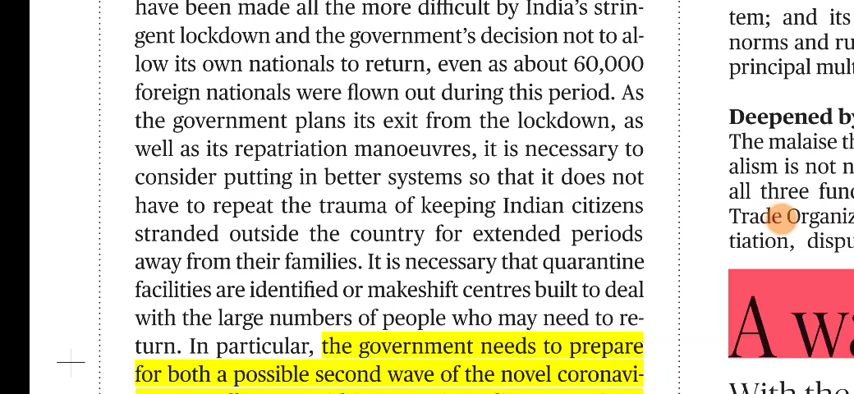 have been made all the more difficult by India's strin-
gent lockdown and the government's decision not to al-
low its own nationals to return, even as about 60,000
foreign nationals were flown out during this period. As
the government plans its exit from the lockdown, as
well as its repatriation manoeuvres, it is necessary to
consider putting in better systems so that it does not
have to repeat the trauma of keeping Indian citizens
stranded outside the country for extended periods
away from their families. It is necessary that quarantine
facilities are identified or makeshift centres built to deal
with the large numbers of people who may need to re-
turn. In particular, the government needs to prepare
for both a possible second wave of the novel coronavi-
tem; and its
norms and ru
principal mult
Deepened by
The malaise th
alism is not n
all three func
Trade Organiz
tiation, dispu
A wa
With the